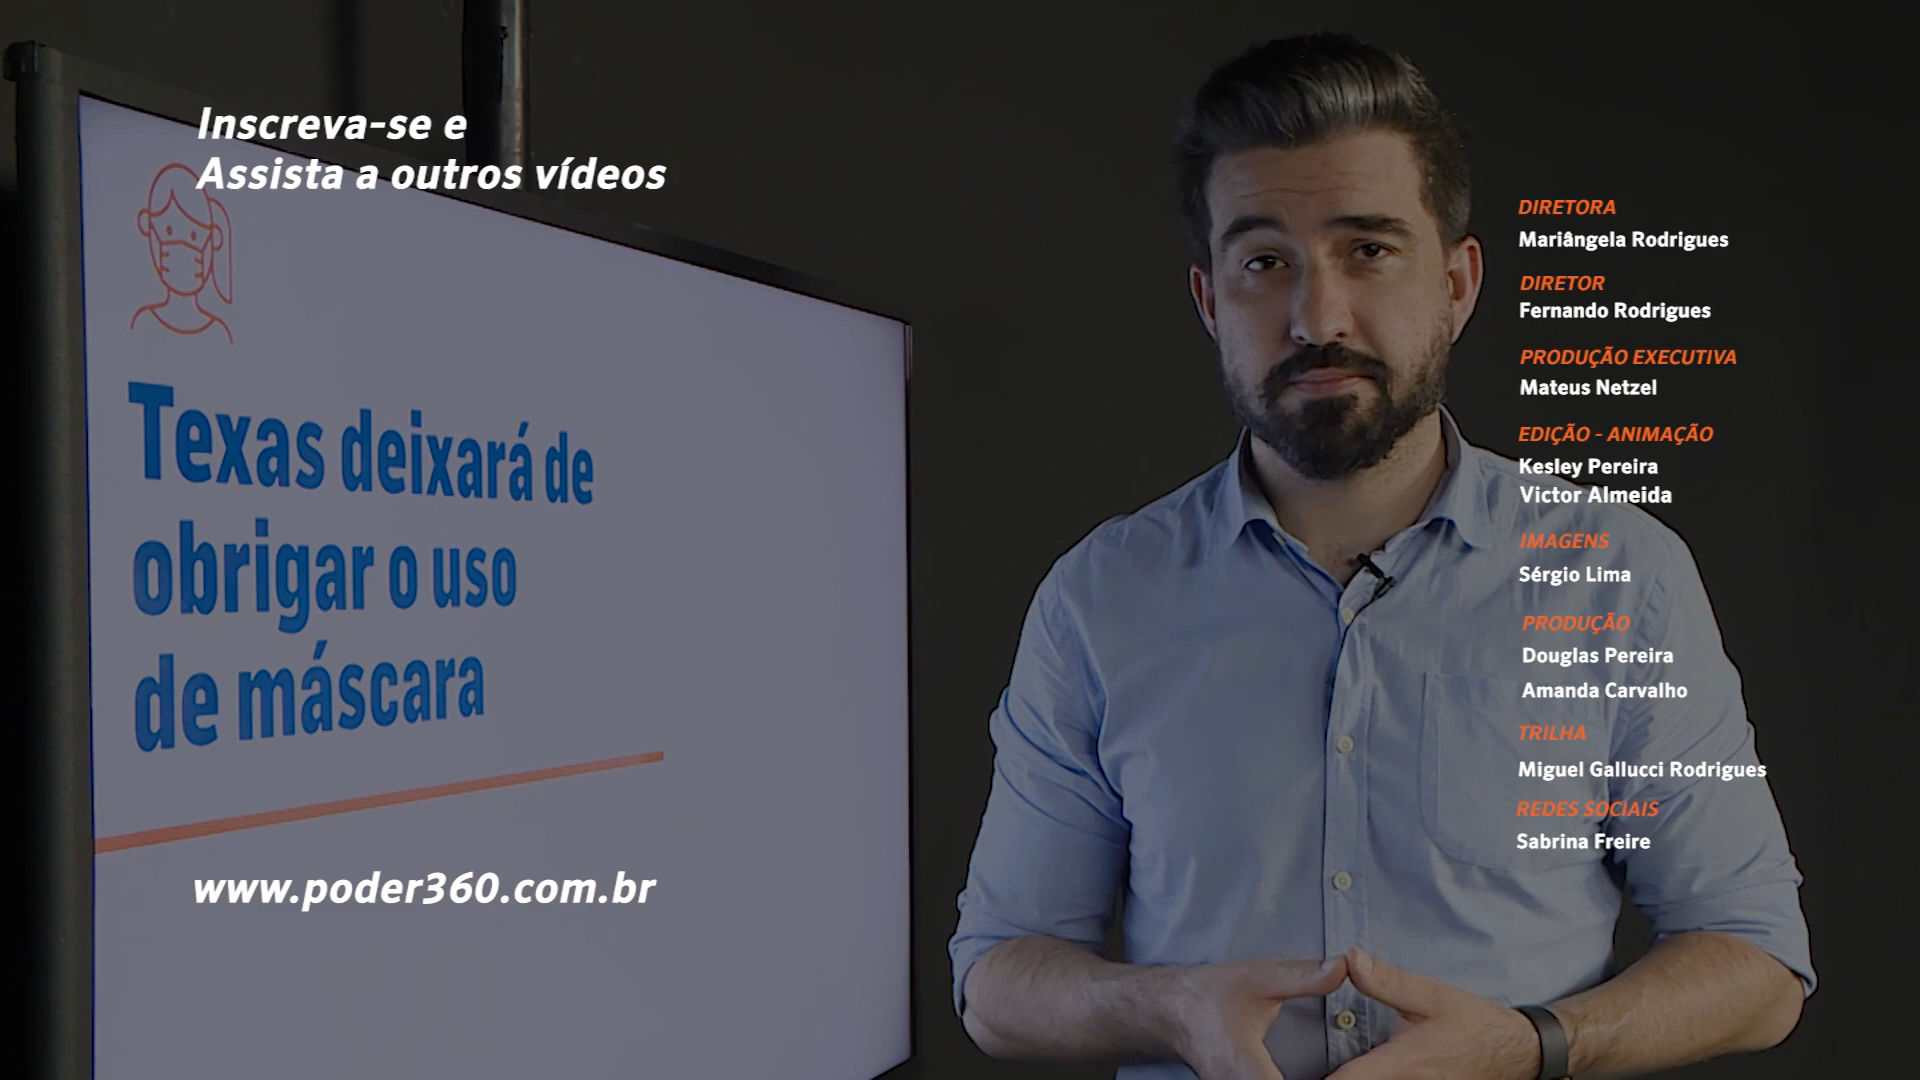 Inscreva-se e
Assista a outros vídeos
Texas deixará de
obrigar o uso
de máscara
www.poder360.com.br
DIRETORA
Mariângela Rodrigues
DIRETOR
Fernando Rodrigues
PRODUÇÃO EXECUTIVA
Mateus Netzel
EDIÇÃO - ANIMAÇÃO
Kesley Pereira
Victor Almeida
IMAGENS
Sérgio Lima
PRODUÇÃO
Douglas Pereira
Amanda Carvalho
TRILHA
Miguel Gallucci Rodrigues
REDES SOCIAIS
Sabrina Freire